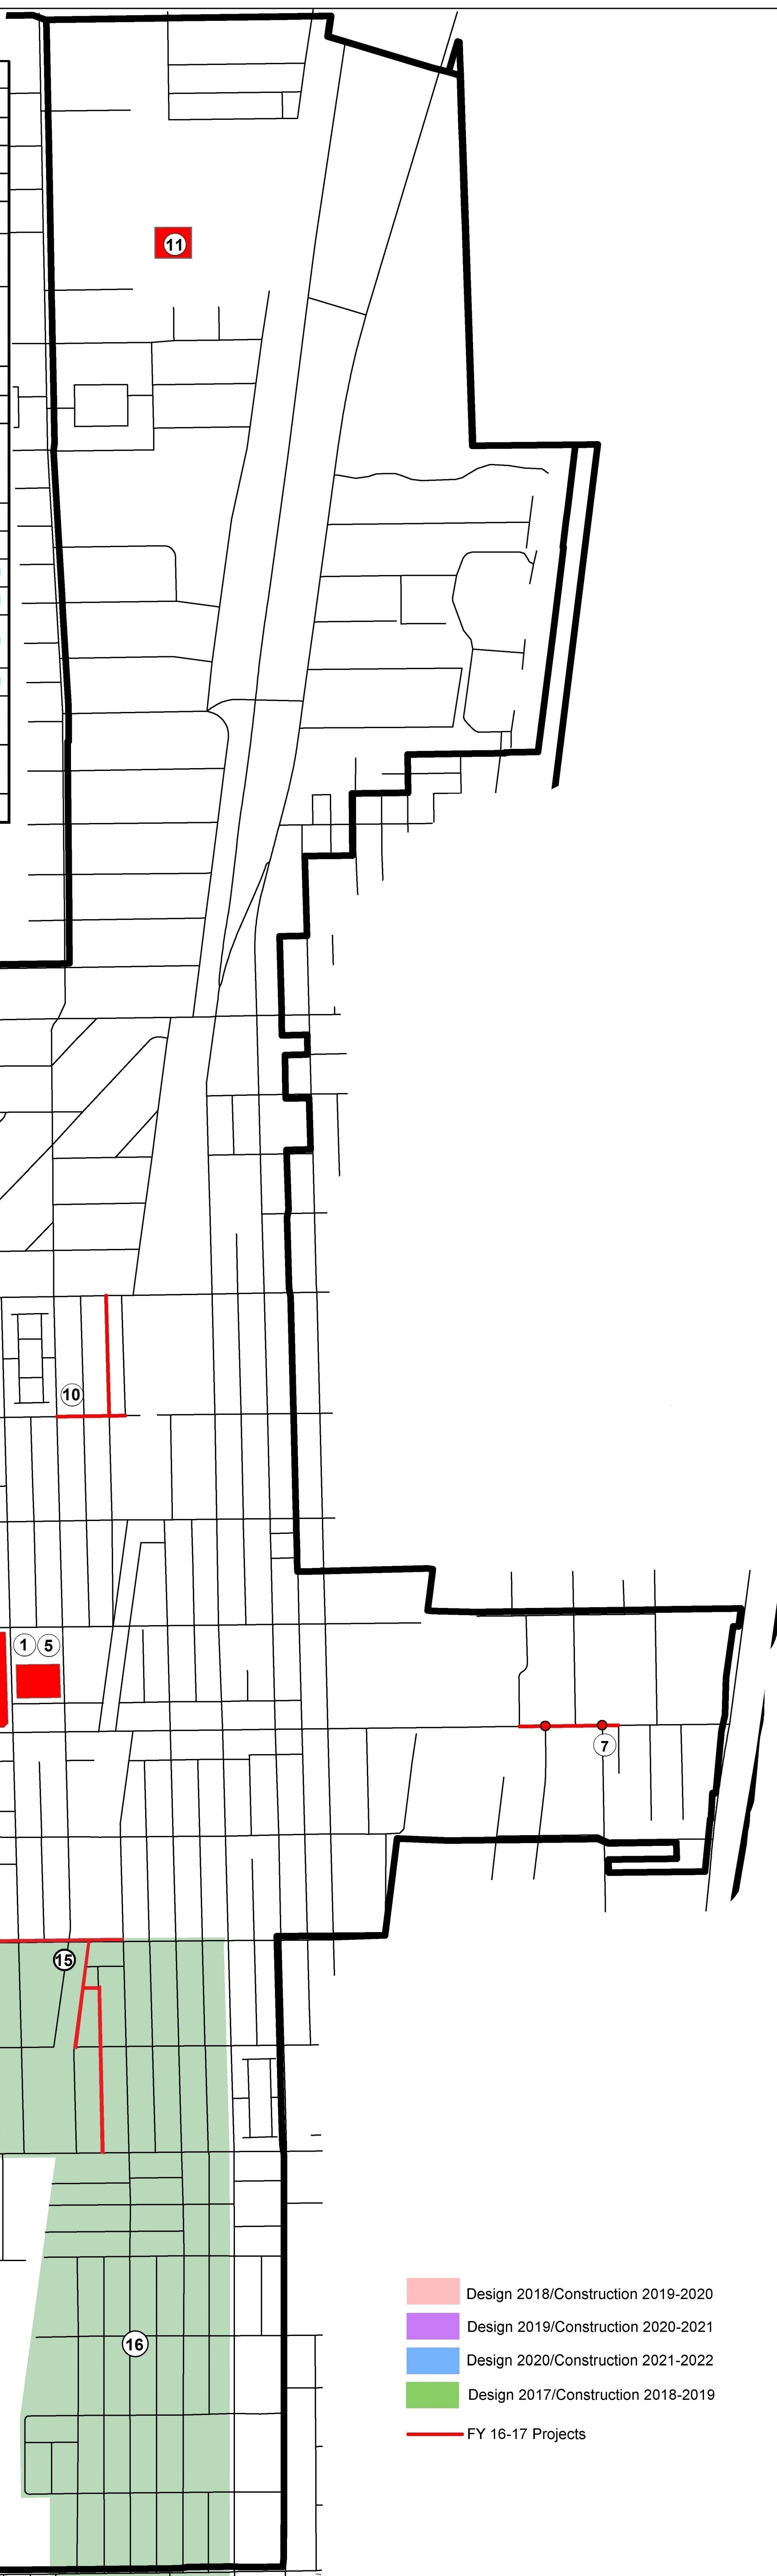 11
10
1 5
7
15
16
Design 2018/Construction 2019-2020
Design 2019/Construction 2020-2021
Design 2020/Construction 2021-2022
Design 2017/Construction 2018-2019
FY 16-17 Projects